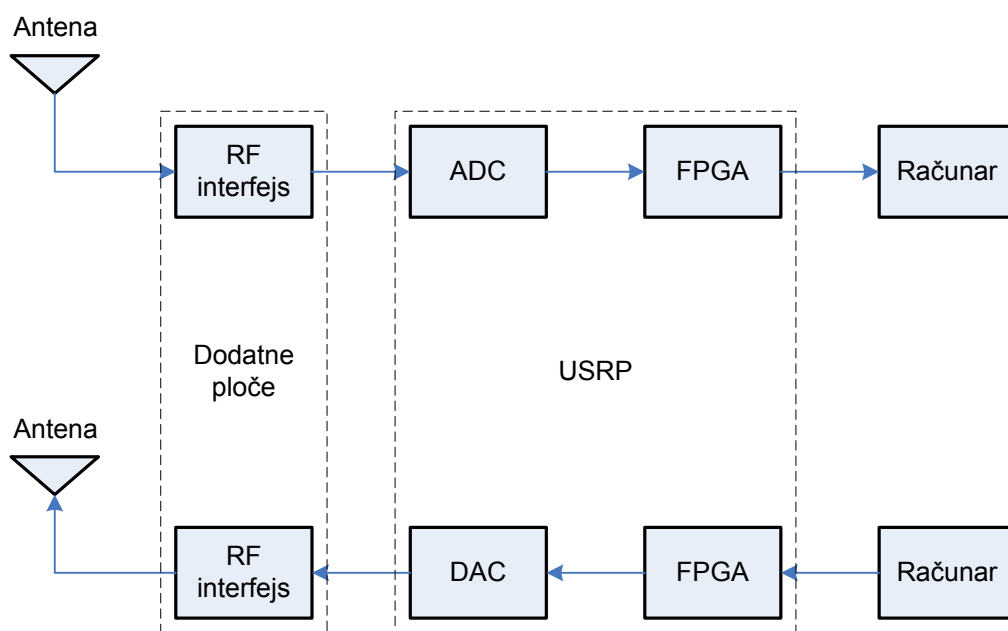 Antena
RF
interfejs
ADC
FPGA
Računar
Dodatne
ploče
USRP
Antena
RF
interfejs
DAC
FPGA
Računar